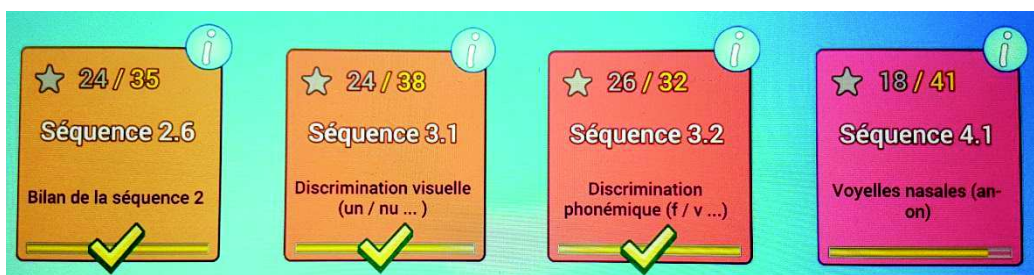 24 / 35
Séquence 2.6
Bilan de la séquence 2
24 / 38
Séquence 3.1
Discrimination visuelle
(un / nu ... )
26 / 32
Séquence 3.2
Discrimination
phonémique (f / v ...)
18 / 41
Séquence 4.1
Voyelles nasales (an-
on)